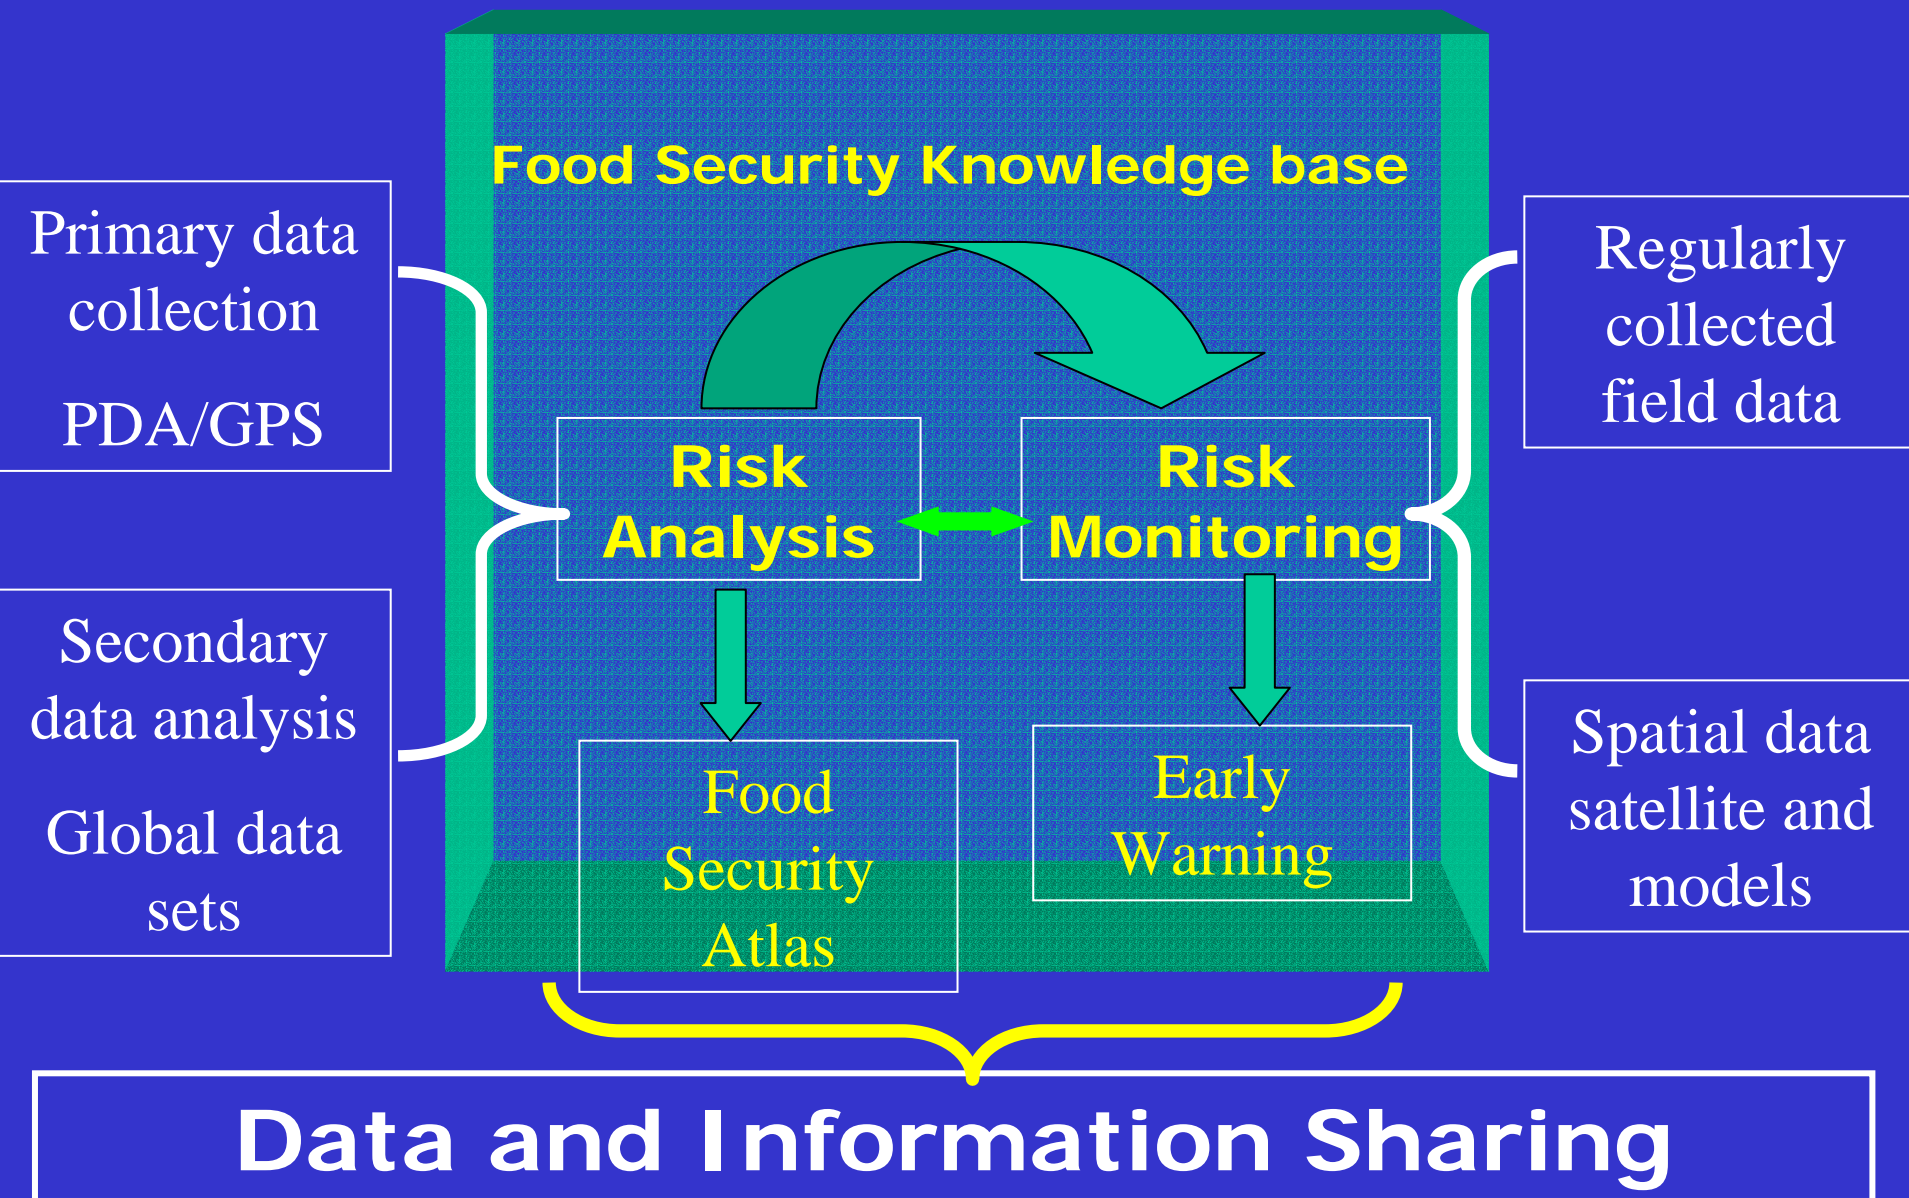 Food Security Knowledge base
Primary data
collection
PDA/GPS
Secondary
data analysis
Global data
sets
Risk
Analysis
Risk
Monitoring
Food
Security
Atlas
Early
Warning
Regularly
collected
field data
Spatial data
satellite and
models
Data and Information Sharing